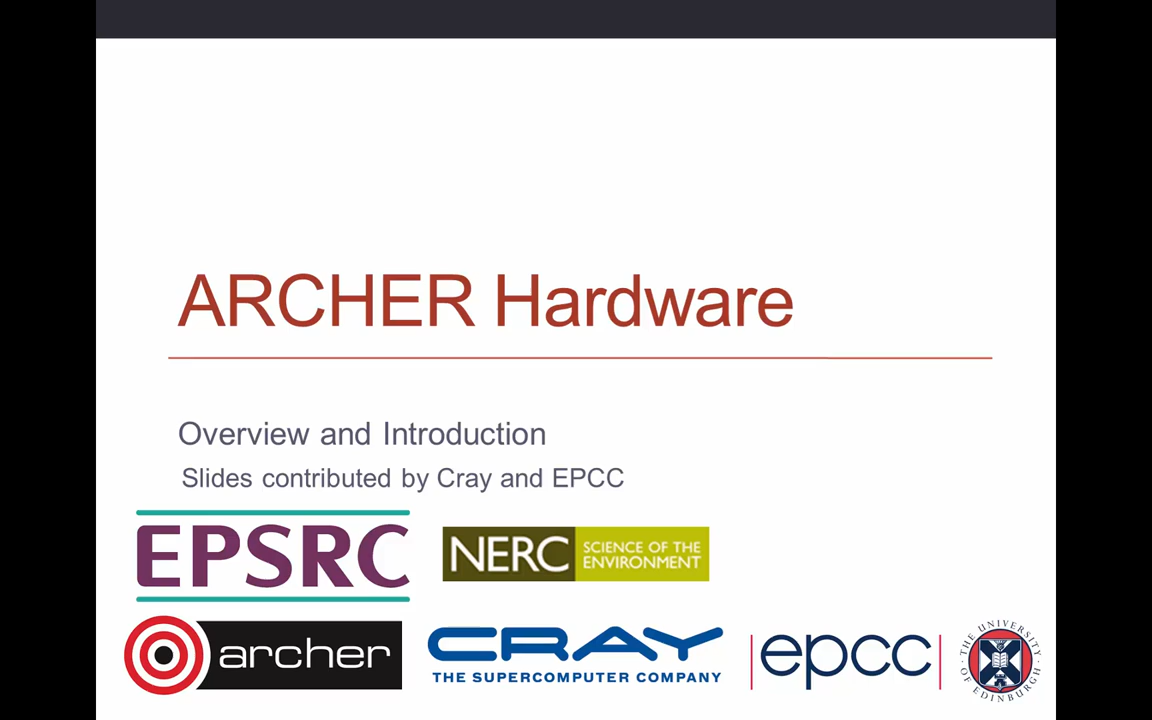 ARCHER Hardware
Overview and Introduction
Slides contributed by Cray and EPCC
EPSRC
NERC SCIENCE OF THE ENVIRONMENT
archer
CRAY
THE SUPERCOMPUTER COMPANY
epcc
THE UNIVERSITY OF EDINBURGH